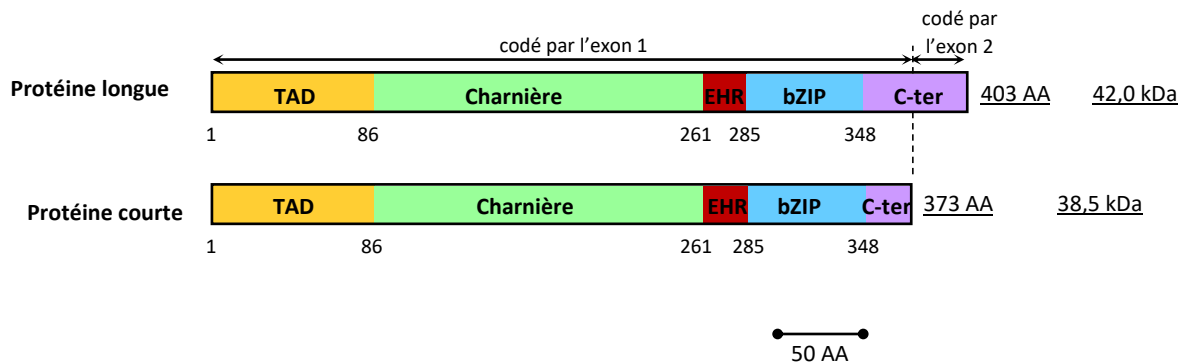 codé par l'exon 1
codé par
l'exon 2
Protéine longue
TAD Charnière EHR bZIP C-ter
403 AA 42,0 kDa
1 86 261 285 348
Protéine courte
TAD Charnière EHR bZIP C-ter
373 AA 38,5 kDa
1 86 261 285 348
50 AA